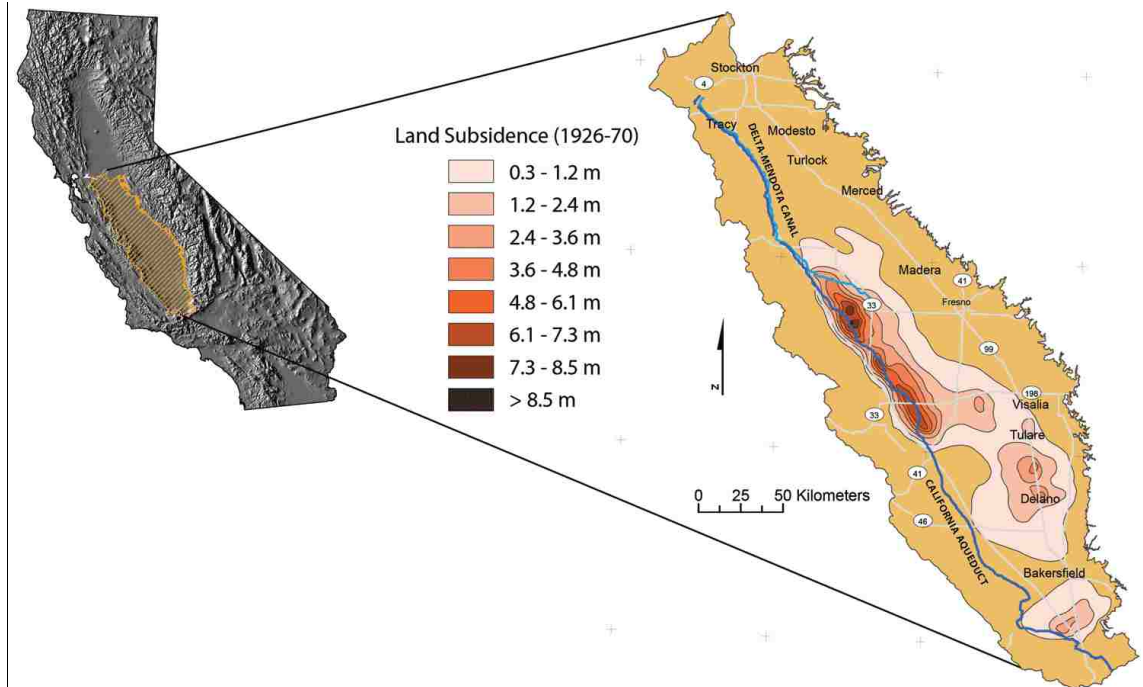 Land Subsidence (1926-70)
0.3 - 1.2 m
1.2 - 2.4 m
2.4 - 3.6 m
3.6 - 4.8 m
4.8 - 6.1 m
6.1 - 7.3 m
7.3 - 8.5 m
> 8.5 m
Stockton
4
Tracy
Modesto
DELTA-MENDOTA CANAL
Turlock
Merced
Madera
41
Fresno
33
99
198
Visalia
33
Tulare
41
Delano
46
CALIFORNIA AQUEDUCT
Bakersfield
N
0 25 50 Kilometers